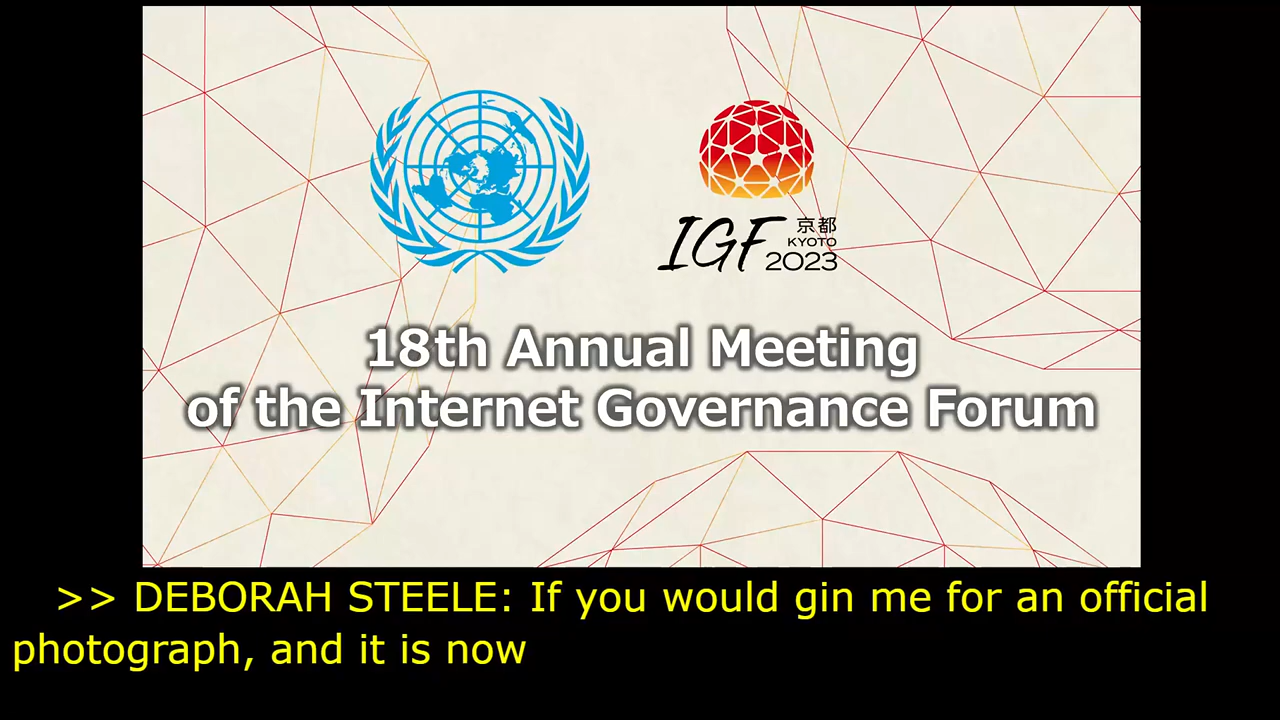 IGF 京都
KYOTO
2023
18th Annual Meeting
of the Internet Governance Forum
>> DEBORAH STEELE: If you would gin me for an official
photograph, and it is now